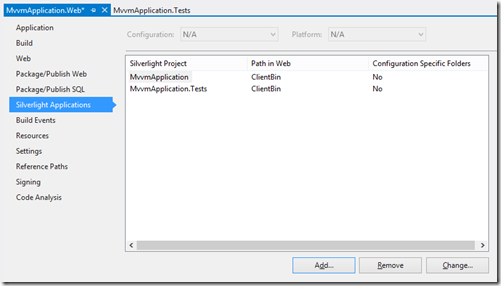 MvvmApplication.Web* MvvmApplication.Tests
Application
Build
Web
Package/Publish Web
Package/Publish SQL
Silverlight Applications
Build Events
Resources
Settings
Reference Paths
Signing
Code Analysis
Configuration: N/A Platform: N/A
Silverlight Project Path in Web Configuration Specific Folders
MvvmApplication ClientBin No
MvvmApplication.Tests ClientBin No
Add... Remove Change...